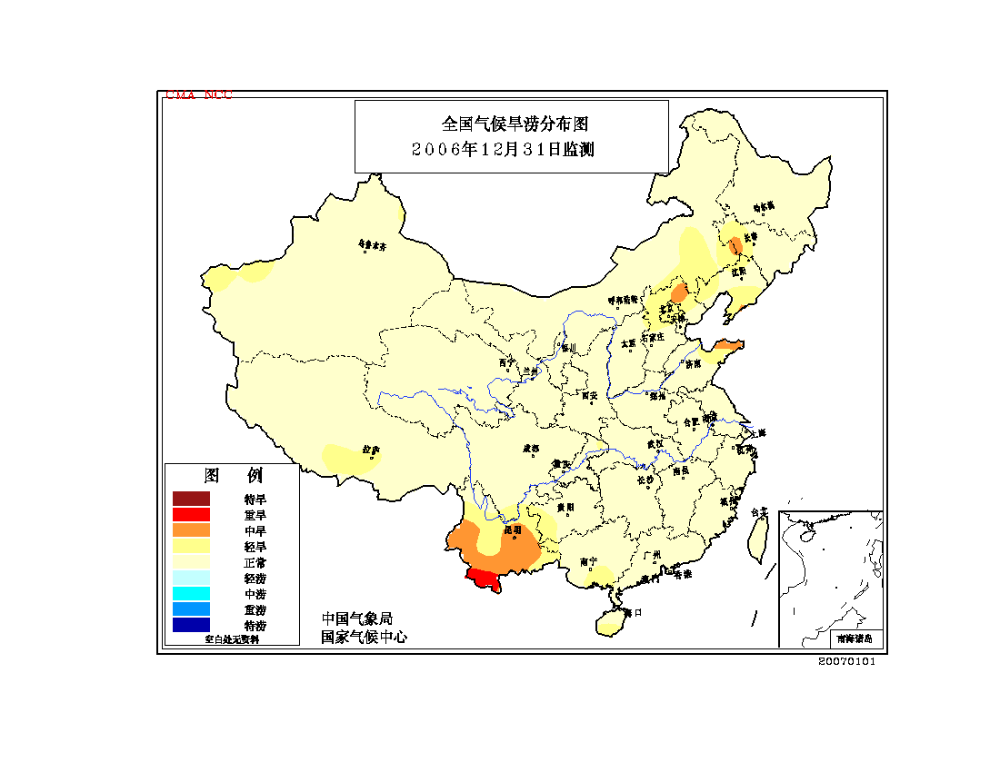 CMA NCC
全国气候旱涝分布图
2006年12月31日监测
哈尔滨
长春
乌鲁木齐
沈阳
呼和浩特
北京
天津
银川
太原
石家庄
西宁
济南
兰州
西安
郑州
合肥
南京
上海
拉萨
成都
武汉
杭州
重庆
南昌
长沙
图 例
特旱
重旱
中旱
轻旱
正常
轻涝
中涝
重涝
特涝
空白处无资料
贵阳
福州
台北
昆明
南宁
广州
澳门
香港
海口
中国气象局
国家气候中心
南海诸岛
20070101